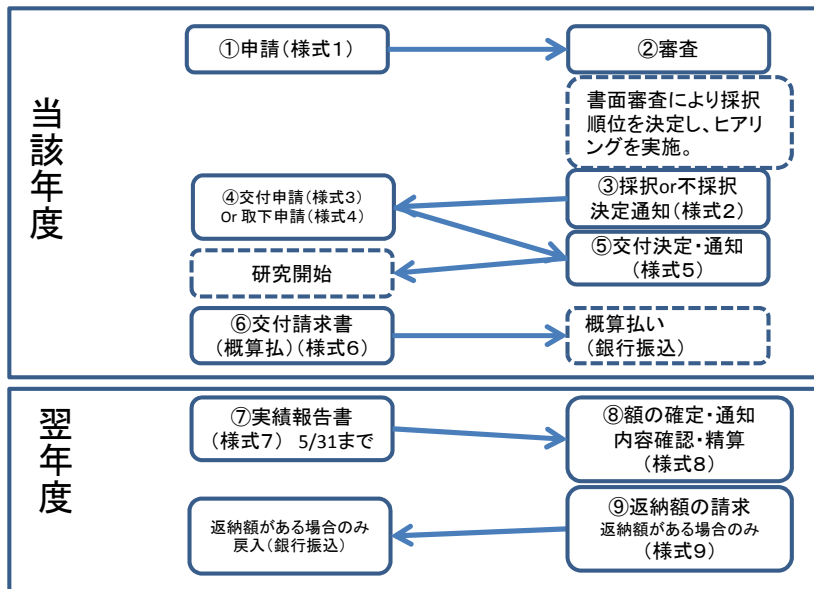 当該年度
①申請(様式1)
②審査
書面審査により採択
順位を決定し、ヒアリ
ングを実施。
③採択or不採択
決定通知(様式2)
④交付申請(様式3)
Or 取下申請(様式4)
⑤交付決定・通知
(様式5)
研究開始
⑥交付請求書
(概算払)(様式6)
概算払い
(銀行振込)
翌年度
⑦実績報告書
(様式7) 5/31まで
⑧額の確定・通知
内容確認・精算
(様式8)
⑨返納額の請求
返納額がある場合のみ
(様式9)
返納額がある場合のみ
戻入(銀行振込)